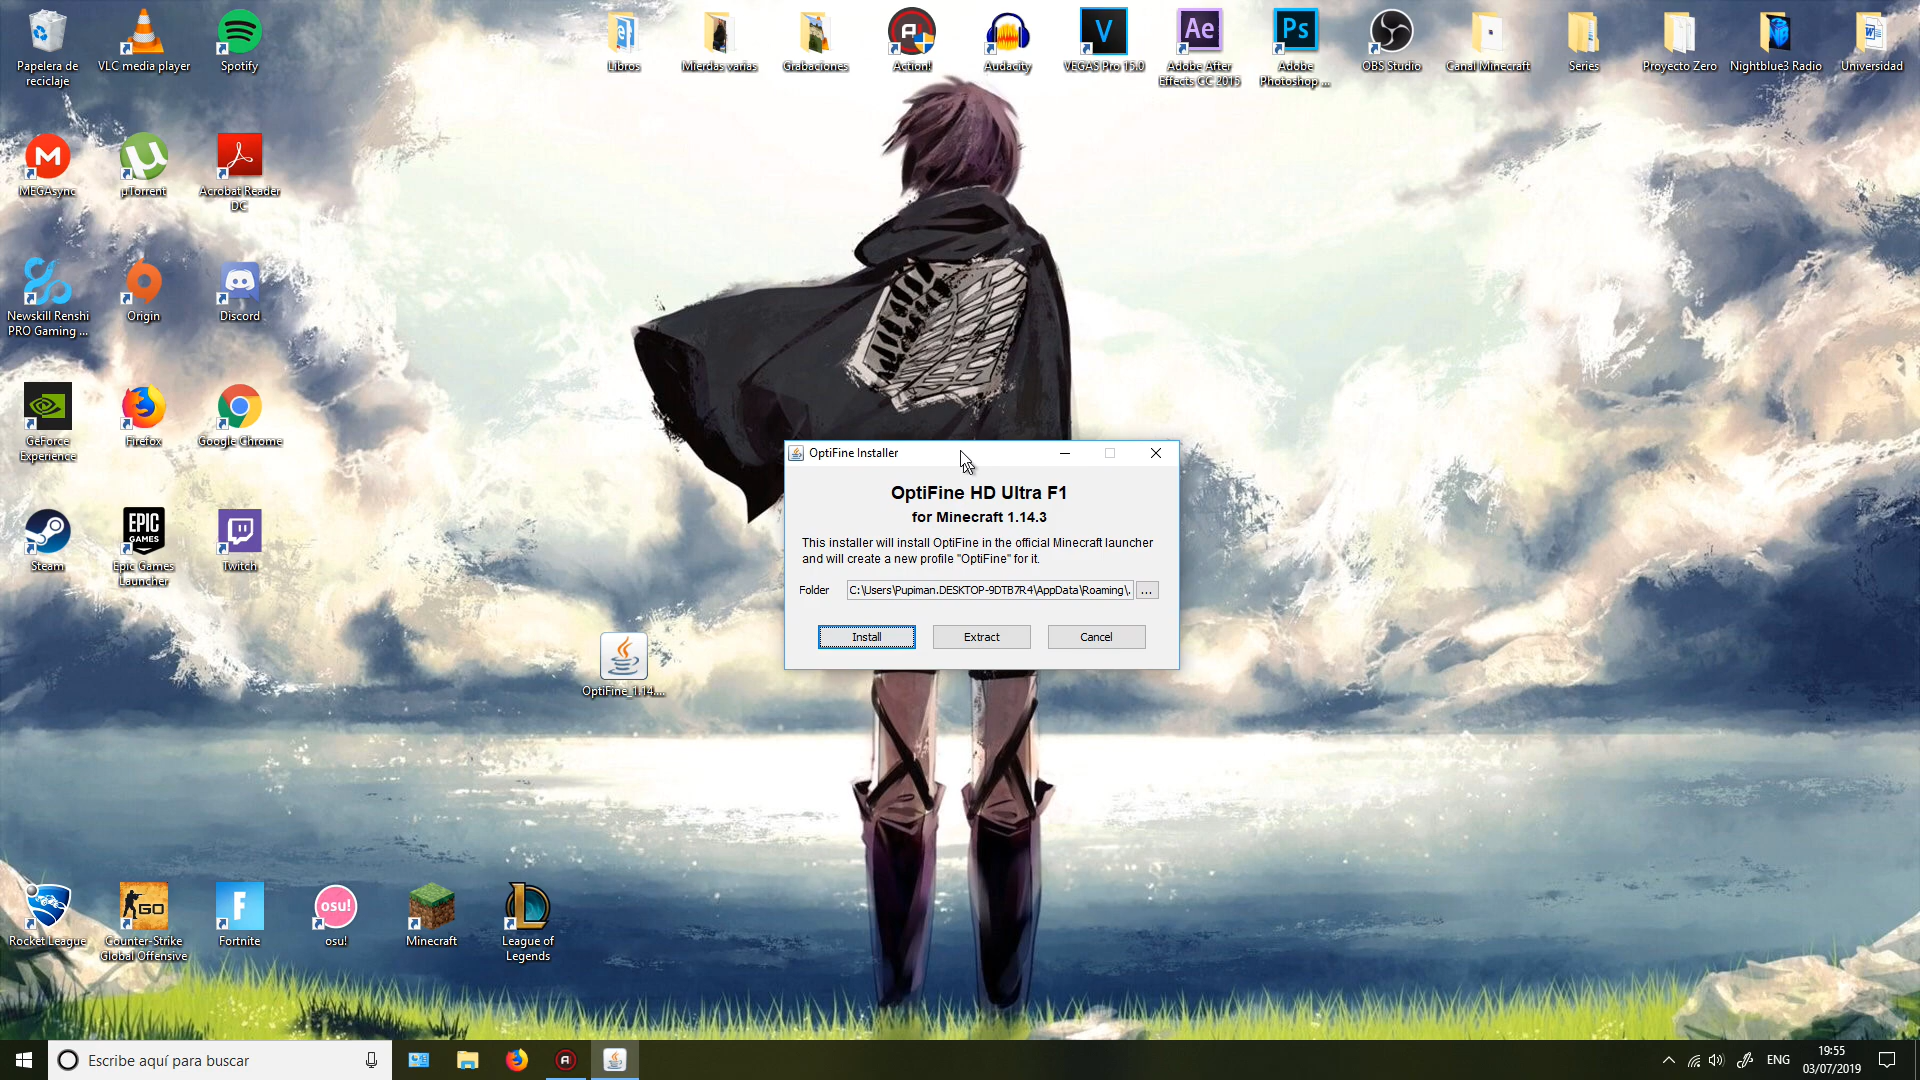 Papelera de
reciclaje
VLC media player
Spotify
Libros
Mierdas varias
Grabaciones
Action!
Audacity
VEGAS Pro 15.0
Adobe After
Effects CC 2015
Adobe
Photoshop ...
OBS Studio
Canal Minecraft
Series
Proyecto Zero
Nightblue3 Radio
Universidad
MEGAsync
µTorrent
Acrobat Reader
DC
Newskill Renshi
PRO Gaming ...
Origin
Discord
GeForce
Experience
Firefox
Google Chrome
Steam
EPIC
GAMES
Epic Games
Launcher
Twitch
OptiFine Installer
OptiFine HD Ultra F1
for Minecraft 1.14.3
This installer will install OptiFine in the official Minecraft launcher
and will create a new profile "OptiFine" for it.
Folder
C:\Users\Pupiman.DESKTOP-9DTB7R4\AppData\Roaming\.
...
Install
Extract
Cancel
OptiFine_1.14....
Rocket League
GO
Counter-Strike
Global Offensive
F
Fortnite
osu!
osu!
Minecraft
League of
Legends
Escribe aquí para buscar
ENG
19:55
03/07/2019
V
Ae
Ps